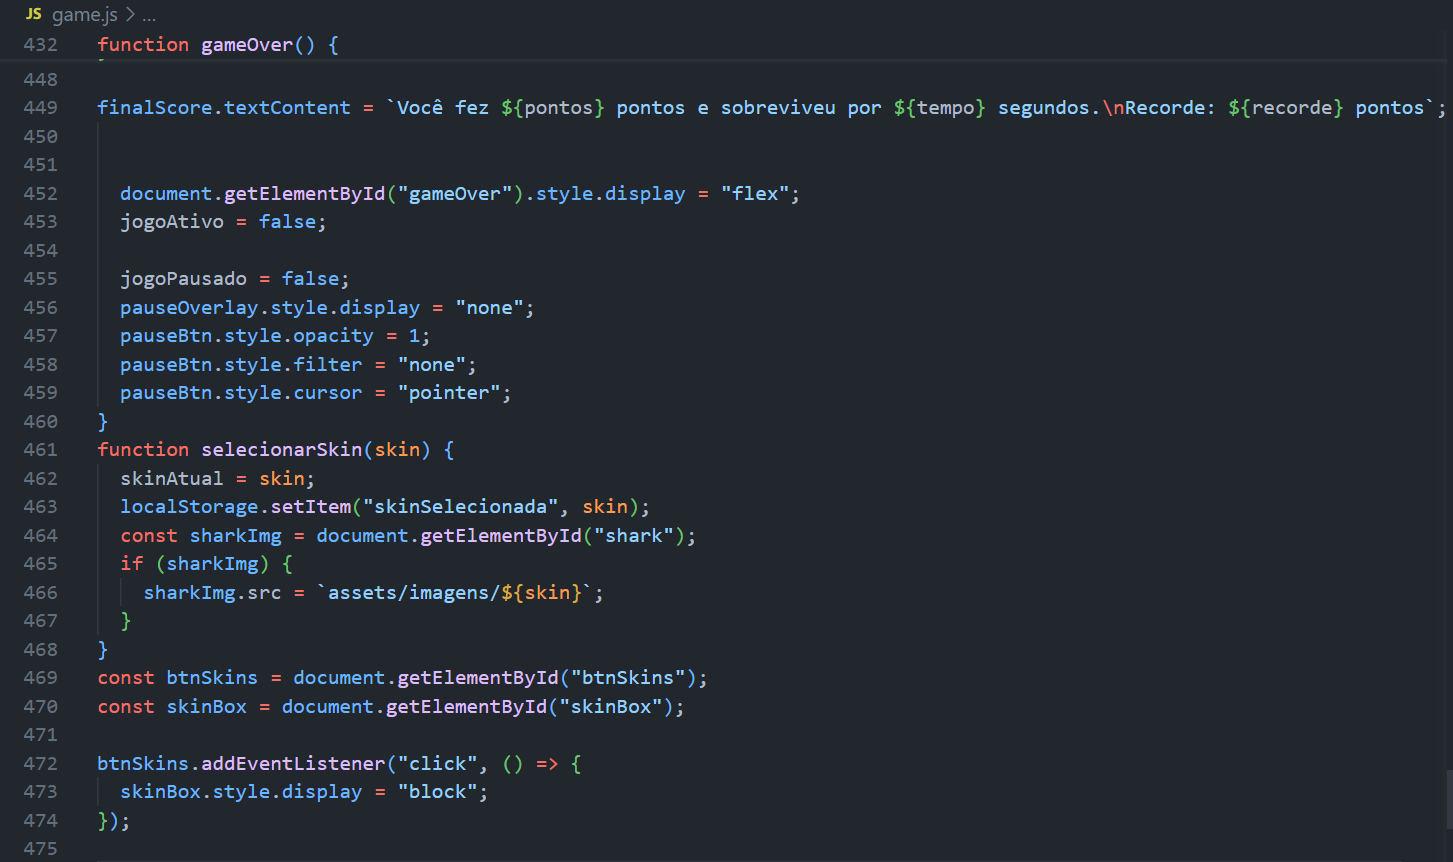 JS game.js > ...
432 function gameOver() {
448
449 finalScore.textContent = `Você fez ${pontos} pontos e sobreviveu por ${tempo} segundos.\nRecorde: ${recorde} pontos`;
450
451
452 document.getElementById("gameOver").style.display = "flex";
453 jogoAtivo = false;
454
455 jogoPausado = false;
456 pauseOverlay.style.display = "none";
457 pauseBtn.style.opacity = 1;
458 pauseBtn.style.filter = "none";
459 pauseBtn.style.cursor = "pointer";
460 }
461 function selecionarSkin(skin) {
462 skinAtual = skin;
463 localStorage.setItem("skinSelecionada", skin);
464 const sharkImg = document.getElementById("shark");
465 if (sharkImg) {
466 sharkImg.src = `assets/imagens/${skin}`;
467 }
468 }
469 const btnSkins = document.getElementById("btnSkins");
470 const skinBox = document.getElementById("skinBox");
471
472 btnSkins.addEventListener("click", () => {
473 skinBox.style.display = "block";
474 });
475